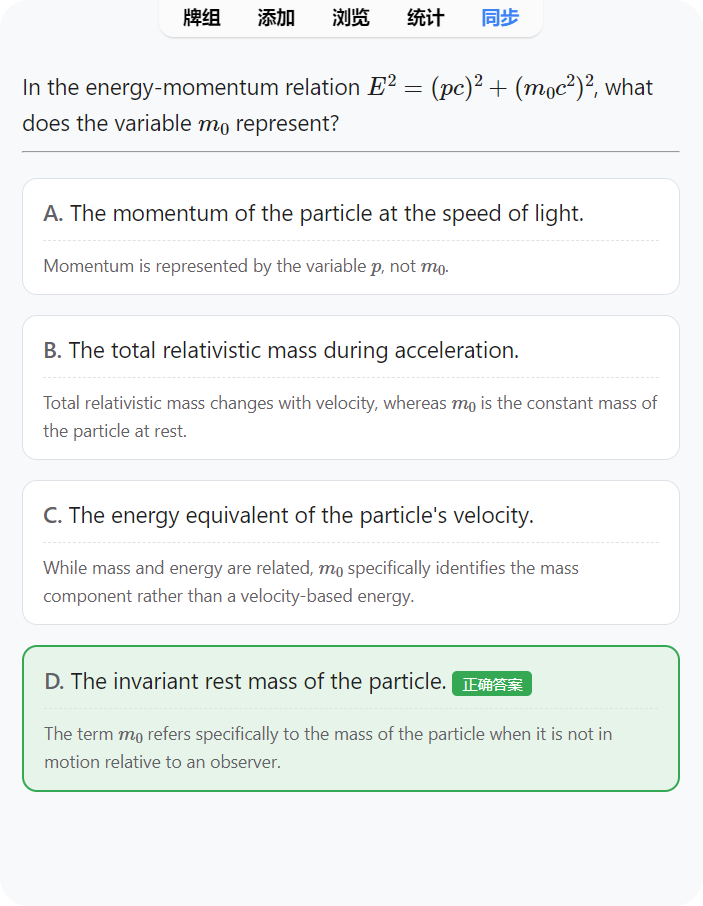 牌组 添加 浏览 统计 同步
In the energy-momentum relation E² = (pc)² + (m₀c²)², what
does the variable m₀ represent?
A. The momentum of the particle at the speed of light.
Momentum is represented by the variable p, not m₀.
B. The total relativistic mass during acceleration.
Total relativistic mass changes with velocity, whereas m₀ is the constant mass of
the particle at rest.
C. The energy equivalent of the particle's velocity.
While mass and energy are related, m₀ specifically identifies the mass
component rather than a velocity-based energy.
D. The invariant rest mass of the particle. 正确答案
The term m₀ refers specifically to the mass of the particle when it is not in
motion relative to an observer.